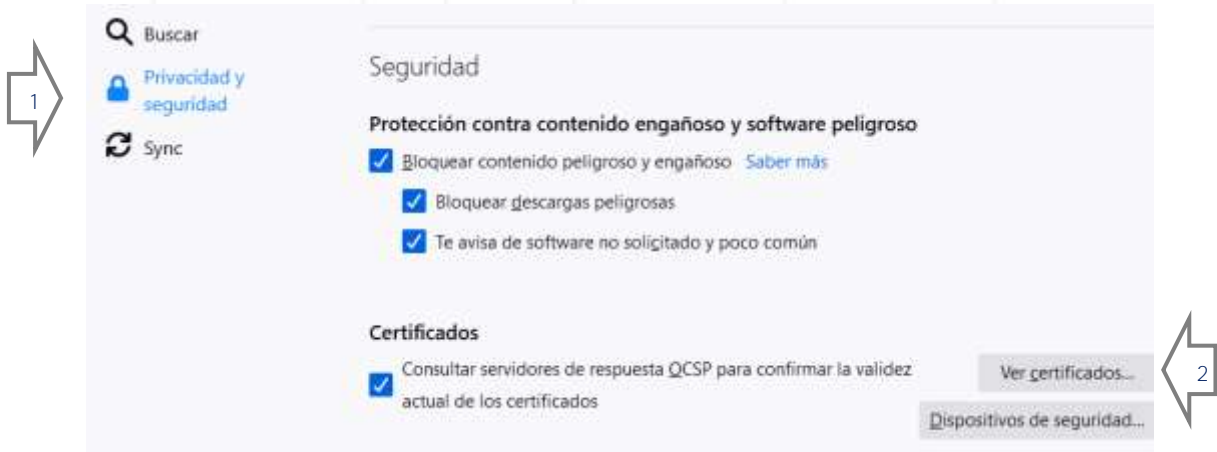 Buscar
Privacidad y
seguridad
Sync
1
Seguridad
Protección contra contenido engañoso y software peligroso
Bloquear contenido peligroso y engañoso Saber más
Bloquear descargas peligrosas
Te avisa de software no solicitado y poco común
Certificados
Consultar servidores de respuesta OCSP para confirmar la validez
actual de los certificados
Ver certificados...
2
Dispositivos de seguridad...